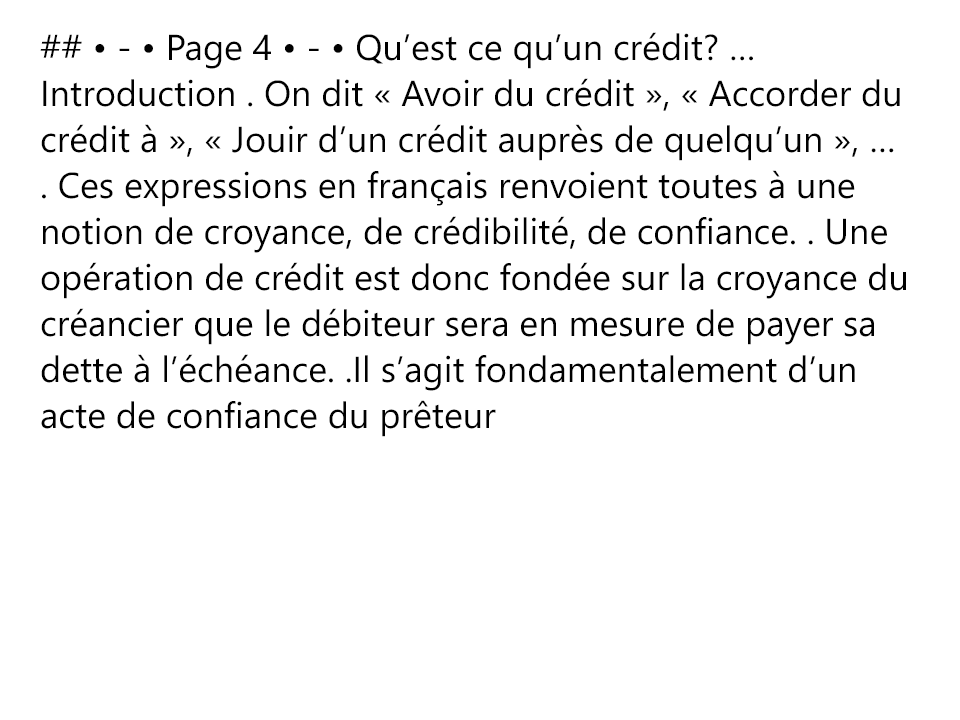 ## • - • Page 4 • - • Qu’est ce qu’un crédit? …
Introduction . On dit « Avoir du crédit », « Accorder du
crédit à », « Jouir d’un crédit auprès de quelqu’un », …
. Ces expressions en français renvoient toutes à une
notion de croyance, de crédibilité, de confiance. . Une
opération de crédit est donc fondée sur la croyance du
créancier que le débiteur sera en mesure de payer sa
dette à l’échéance. .Il s’agit fondamentalement d’un
acte de confiance du prêteur